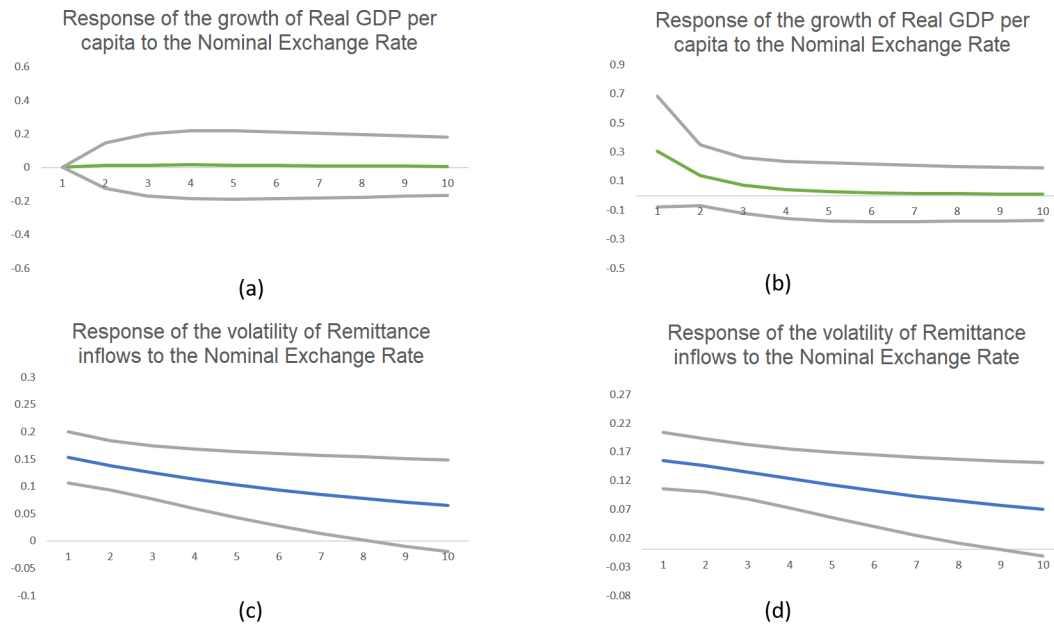 Response of the growth of Real GDP per
capita to the Nominal Exchange Rate
0.6
0.4
0.2
0
-0.2
-0.4
-0.6
1 2 3 4 5 6 7 8 9 10
(a)
Response of the growth of Real GDP per
capita to the Nominal Exchange Rate
0.9
0.7
0.5
0.3
0.1
-0.1
-0.3
-0.5
1 2 3 4 5 6 7 8 9 10
(b)
Response of the volatility of Remittance
inflows to the Nominal Exchange Rate
0.3
0.25
0.2
0.15
0.1
0.05
0
-0.05
-0.1
1 2 3 4 5 6 7 8 9 10
(c)
Response of the volatility of Remittance
inflows to the Nominal Exchange Rate
0.27
0.22
0.17
0.12
0.07
0.02
-0.03
-0.08
1 2 3 4 5 6 7 8 9 10
(d)